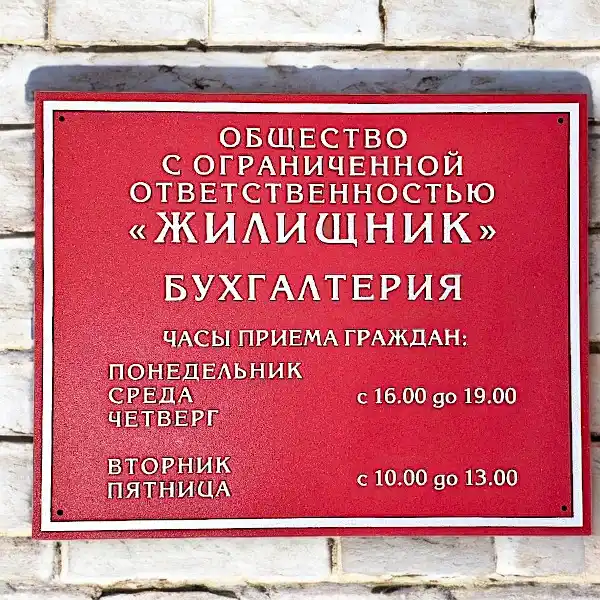 ОБЩЕСТВО
С ОГРАНИЧЕННОЙ
ОТВЕТСТВЕННОСТЬЮ
«ЖИЛИЩНИК»
БУХГАЛТЕРИЯ
ЧАСЫ ПРИЕМА ГРАЖДАН:
ПОНЕДЕЛЬНИК
СРЕДА с 16.00 до 19.00
ЧЕТВЕРГ
ВТОРНИК
ПЯТНИЦА с 10.00 до 13.00